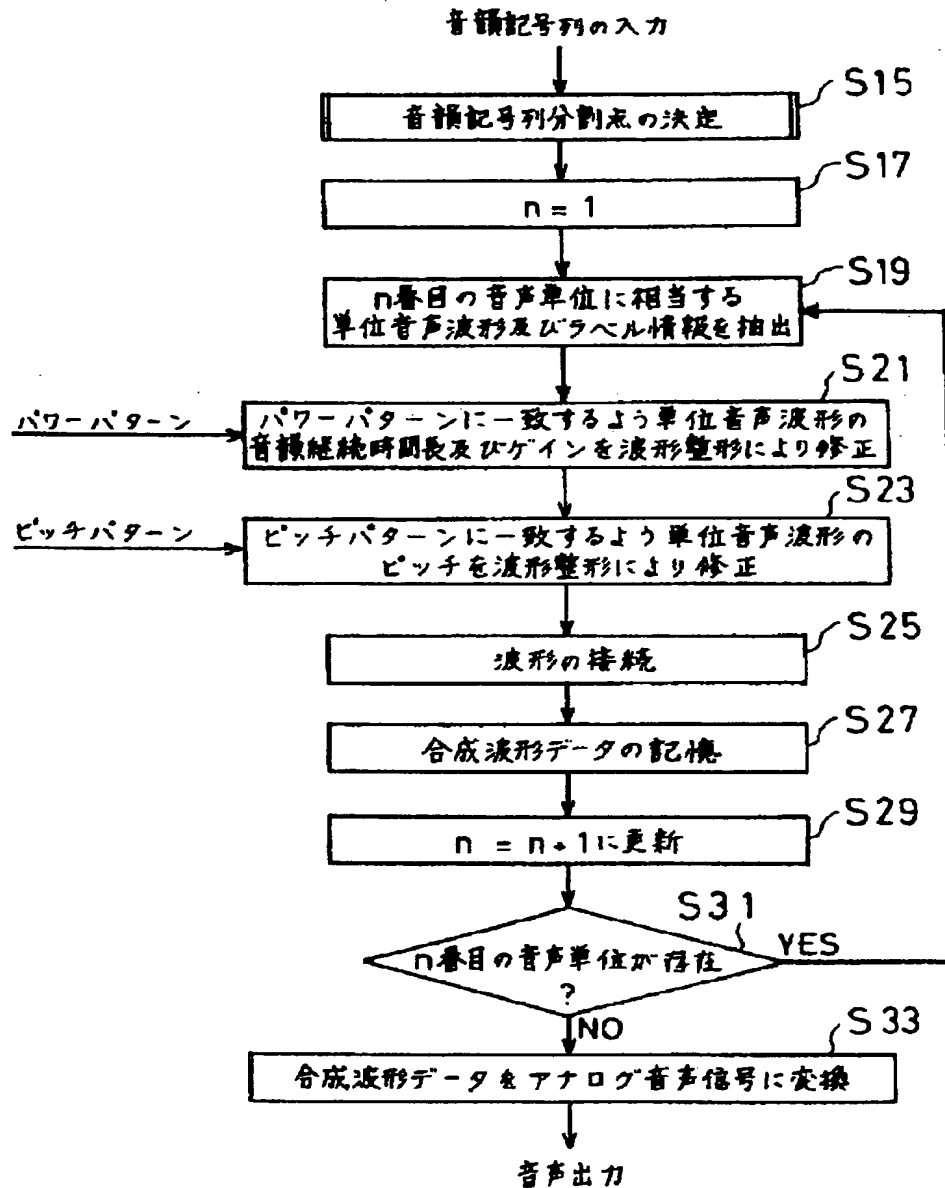 音韻記号列の入力
S15
音韻記号列分割点の決定
S17
n = 1
S19
n番目の音声単位に相当する
単位音声波形及びラベル情報を抽出
S21
パワーパターン
パワーパターンに一致するよう単位音声波形の
音韻継続時間長及びゲインを波形整形により修正
S23
ピッチパターン
ピッチパターンに一致するよう単位音声波形の
ピッチを波形整形により修正
S25
波形の接続
S27
合成波形データの記憶
S29
n = n+1に更新
S31
n番目の音声単位が存在
?
YES
NO
S33
合成波形データをアナログ音声信号に変換
音声出力